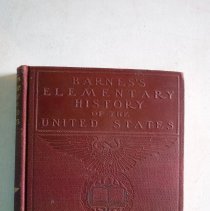 BARNES'S
ELEMENTARY
HISTORY
OF THE
UNITED STATES